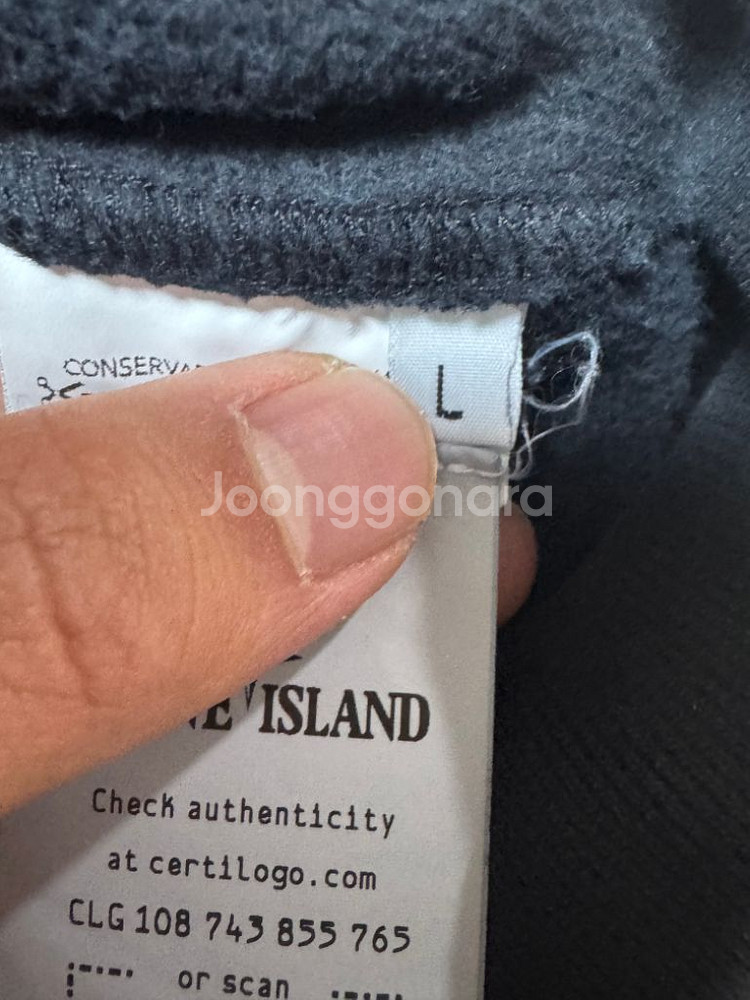 L
Joonggonara
ISLAND
Check authenticity
at certilogo.com
CLG 108 743 855 765
or scan